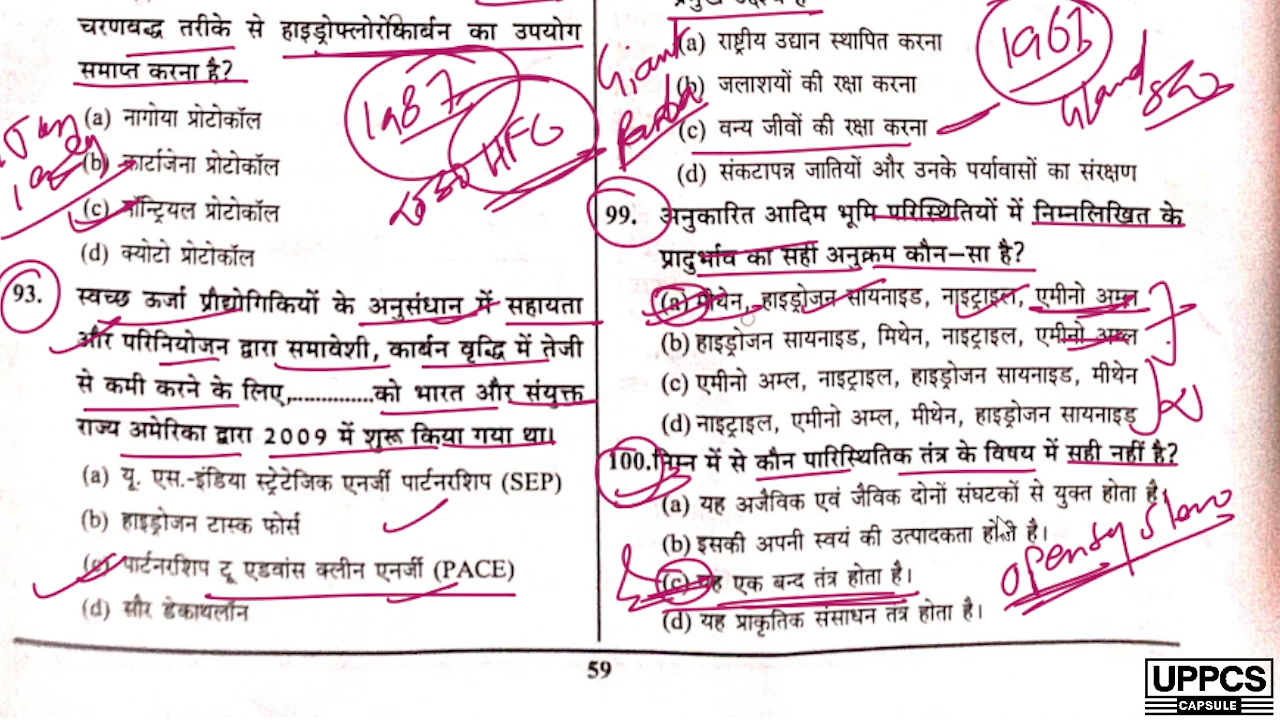 चरणबद्ध तरीके से हाइड्रोफ्लोरोकार्बन का उपयोग
समाप्त करना है?
(a) नागोया प्रोटोकॉल
(b) कार्टाजेना प्रोटोकॉल
(c) मॉन्ट्रियल प्रोटोकॉल
(d) क्योटो प्रोटोकॉल
1987
HFC
93. स्वच्छ ऊर्जा प्रौद्योगिकियों के अनुसंधान में सहायता
और परिनियोजन द्वारा समावेशी, कार्बन वृद्धि में तेजी
से कमी करने के लिए,..............को भारत और संयुक्त
राज्य अमेरिका द्वारा 2009 में शुरू किया गया था।
(a) यू. एस.-इंडिया स्ट्रेटेजिक एनर्जी पार्टनरशिप (SEP)
(b) हाइड्रोजन टास्क फोर्स
(c) पार्टनरशिप टू एडवांस क्लीन एनर्जी (PACE)
(d) सौर डेकाथलॉन
(a) राष्ट्रीय उद्यान स्थापित करना
(b) जलाशयों की रक्षा करना
(c) वन्य जीवों की रक्षा करना
(d) संकटापन्न जातियों और उनके पर्यावासों का संरक्षण
Giant
Panda
1961
99. अनुकारित आदिम भूमि परिस्थितियों में निम्नलिखित के
प्रादुर्भाव का सही अनुक्रम कौन-सा है?
(a) मीथेन, हाइड्रोजन सायनाइड, नाइट्राइल, एमीनो अम्ल
(b) हाइड्रोजन सायनाइड, मिथेन, नाइट्राइल, एमीनो अम्ल
(c) एमीनो अम्ल, नाइट्राइल, हाइड्रोजन सायनाइड, मीथेन
(d) नाइट्राइल, एमीनो अम्ल, मीथेन, हाइड्रोजन सायनाइड
100. निम्न में से कौन पारिस्थितिक तंत्र के विषय में सही नहीं है?
(a) यह अजैविक एवं जैविक दोनों संघटकों से युक्त होता है।
(b) इसकी अपनी स्वयं की उत्पादकता होती है।
(c) यह एक बन्द तंत्र होता है।
(d) यह प्राकृतिक संसाधन तंत्र होता है।
59
UPPCS
CAPSULE